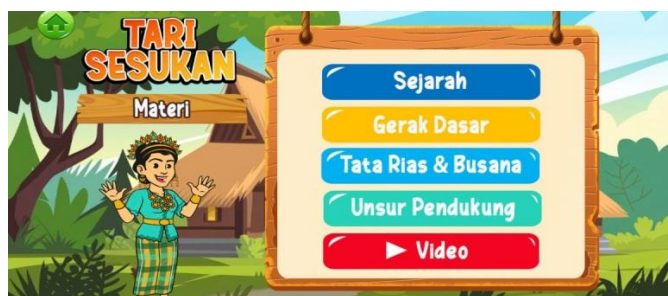 TARI
SESUKAN
Materi
Sejarah
Gerak Dasar
Tata Rias & Busana
Unsur Pendukung
Video